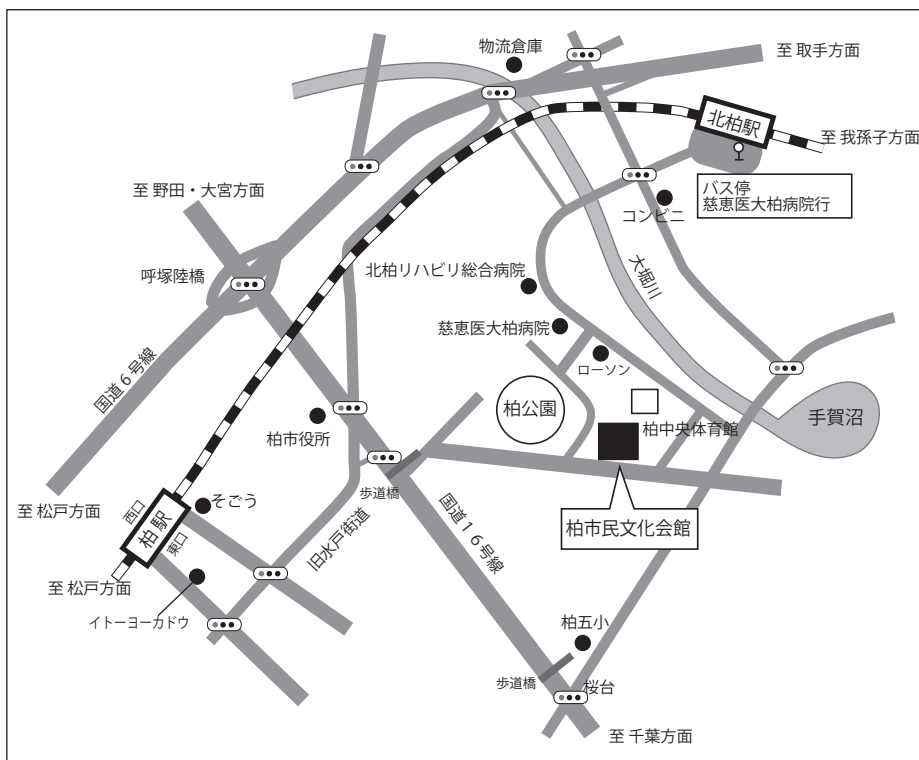 物流倉庫
至 取手方面
北柏駅
至 我孫子方面
バス停
慈恵医大柏病院行
コンビニ
至 野田・大宮方面
呼塚陸橋
北柏リハビリ総合病院
大堀川
慈恵医大柏病院
ローソン
国道６号線
柏公園
柏中央体育館
手賀沼
柏市役所
歩道橋
至 松戸方面
西口
柏駅
東口
そごう
旧水戸街道
国道１６号線
柏市民文化会館
至 松戸方面
イトーヨーカドウ
柏五小
歩道橋
桜台
至 千葉方面